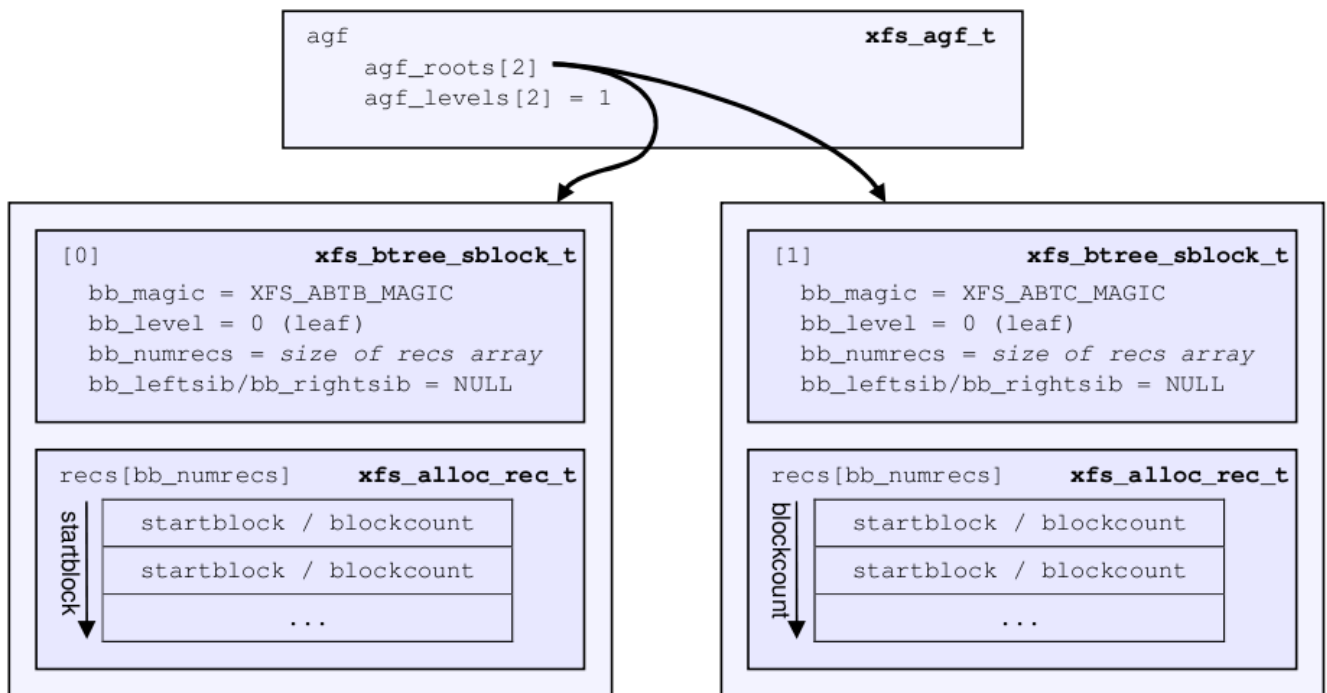 agf xfs_agf_t
agf_roots[2]
agf_levels[2] = 1
[0] xfs_btree_sblock_t
bb_magic = XFS_ABTB_MAGIC
bb_level = 0 (leaf)
bb_numrecs = size of recs array
bb_leftsib/bb_rightsib = NULL
recs[bb_numrecs] xfs_alloc_rec_t
startblock
startblock / blockcount
startblock / blockcount
...
[1] xfs_btree_sblock_t
bb_magic = XFS_ABTC_MAGIC
bb_level = 0 (leaf)
bb_numrecs = size of recs array
bb_leftsib/bb_rightsib = NULL
recs[bb_numrecs] xfs_alloc_rec_t
blockcount
startblock / blockcount
startblock / blockcount
...